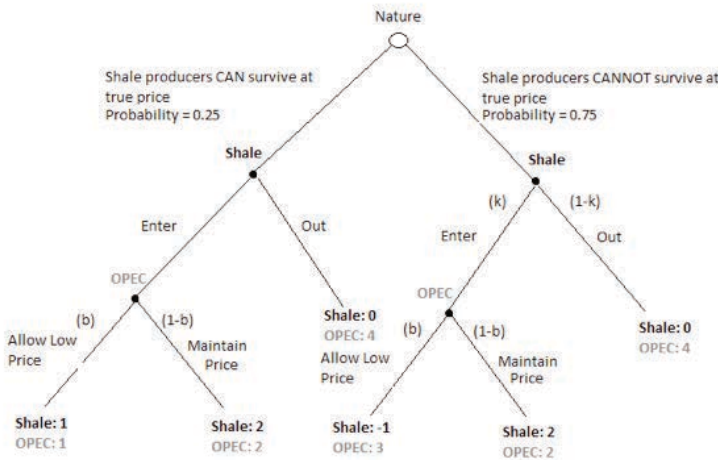 Nature
Shale producers CAN survive at
true price
Probability = 0.25
Shale producers CANNOT survive at
true price
Probability = 0.75
Shale
Shale
(k)
(1-k)
Enter
Out
Enter
Out
OPEC
OPEC
(b)
(1-b)
Allow Low
Price
Maintain
Price
Shale: 0
OPEC: 4
(b)
(1-b)
Allow Low
Price
Maintain
Price
Shale: 0
OPEC: 4
Shale: 1
OPEC: 1
Shale: 2
OPEC: 2
Shale: -1
OPEC: 3
Shale: 2
OPEC: 2